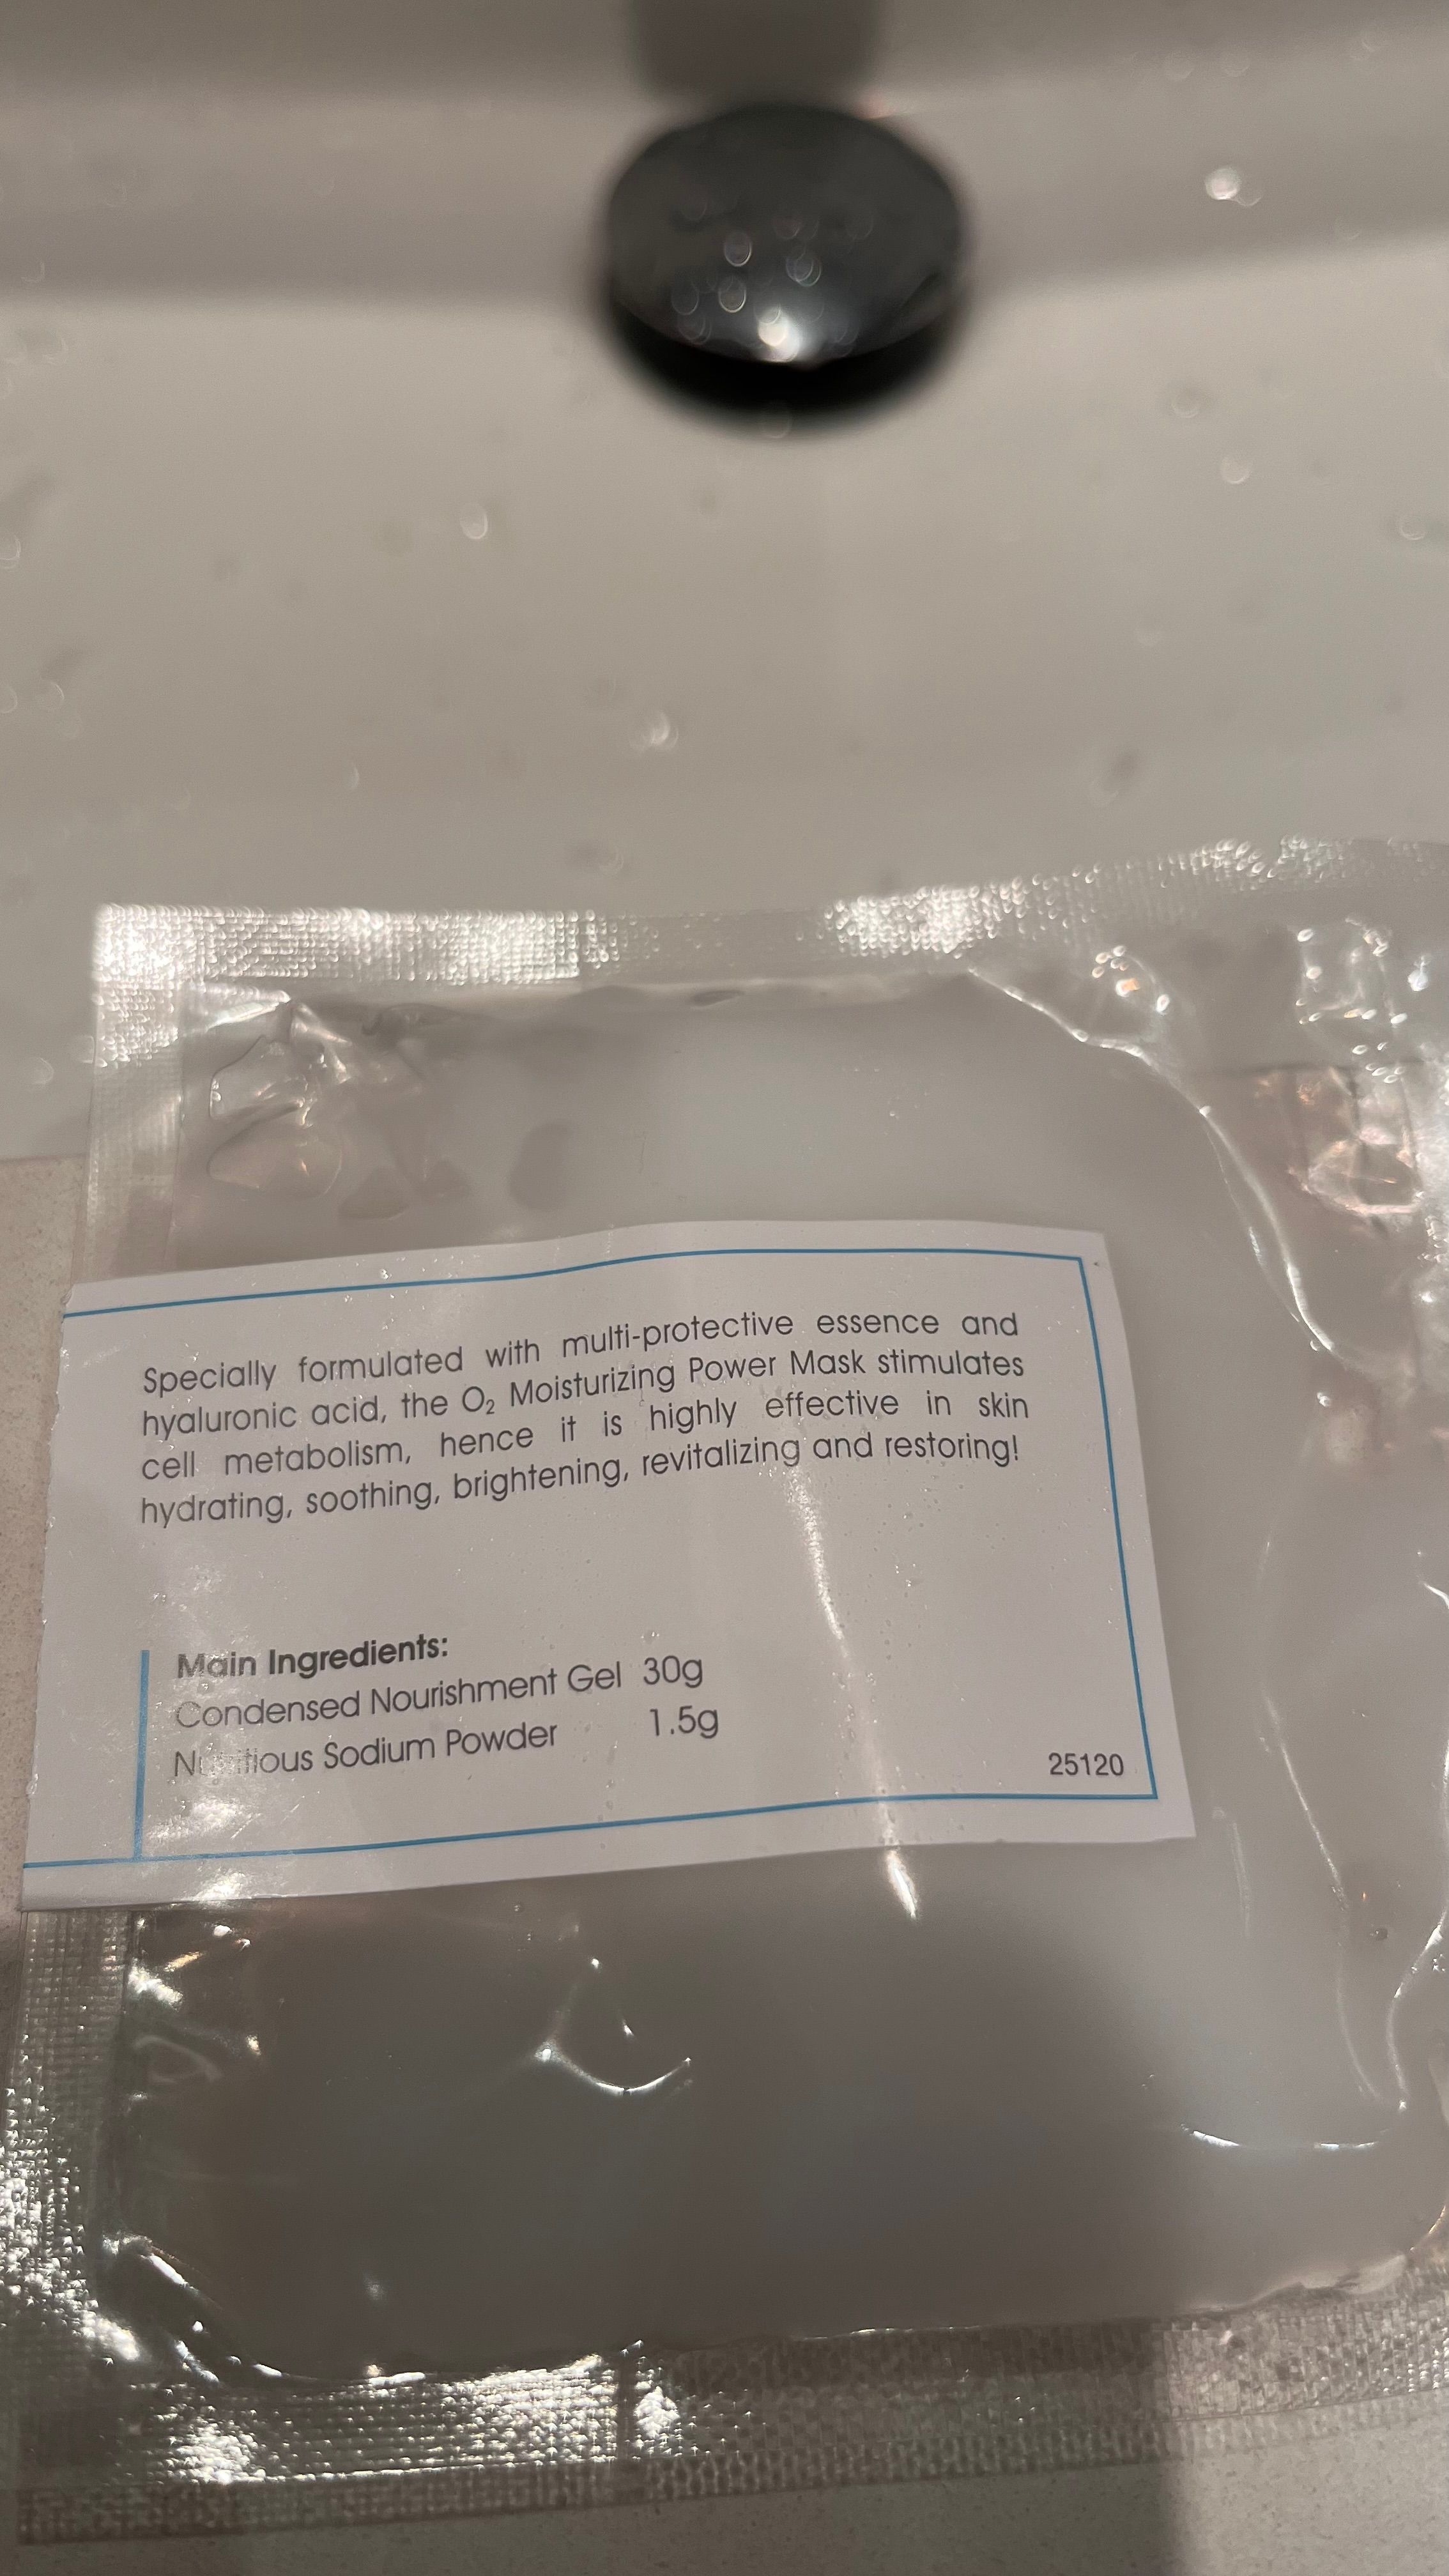 Specially formulated with multi-protective essence and
hyaluronic acid, the O₂ Moisturizing Power Mask stimulates
cell metabolism, hence it is highly effective in skin
hydrating, soothing, brightening, revitalizing and restoring!
Main Ingredients:
Condensed Nourishment Gel 30g
Nutritious Sodium Powder 1.5g
25120